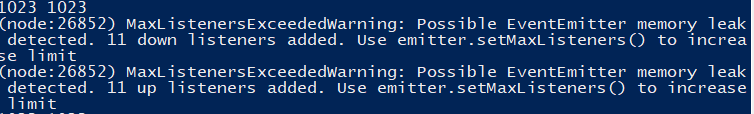 1023 1023
(node:26852) MaxListenersExceededWarning: Possible EventEmitter memory leak
 detected. 11 down listeners added. Use emitter.setMaxListeners() to increa
se limit
(node:26852) MaxListenersExceededWarning: Possible EventEmitter memory leak
 detected. 11 up listeners added. Use emitter.setMaxListeners() to increase
 limit